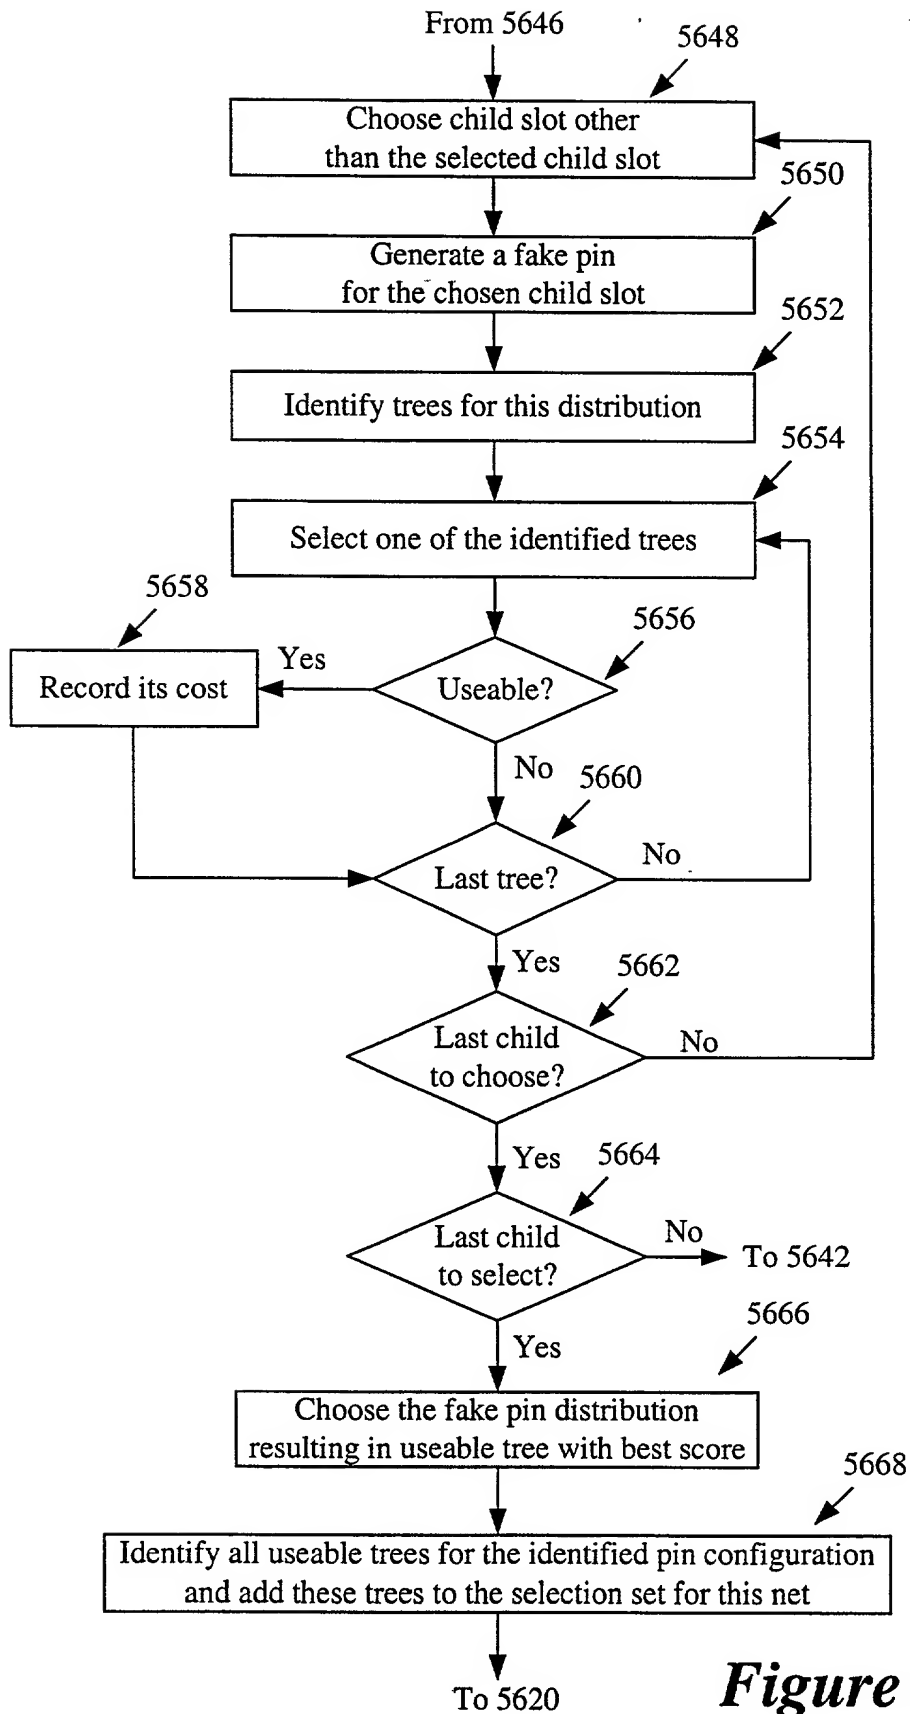 From 5646
5648
Choose child slot other
than the selected child slot
5650
Generate a fake pin
for the chosen child slot
5652
Identify trees for this distribution
5654
Select one of the identified trees
5658
5656
Record its cost
Yes
Useable?
No
5660
Last tree?
No
Yes
5662
Last child
to choose?
No
Yes
5664
Last child
to select?
No
To 5642
5666
Yes
Choose the fake pin distribution
resulting in useable tree with best score
5668
Identify all useable trees for the identified pin configuration
and add these trees to the selection set for this net
To 5620
Figure